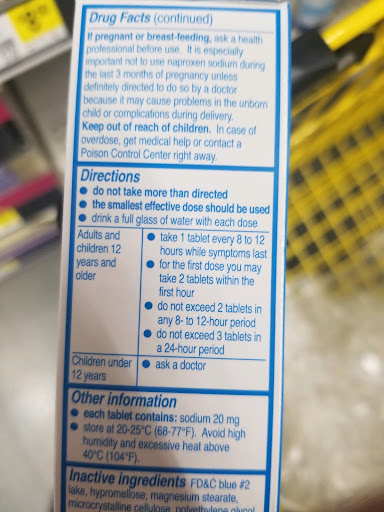 Drug Facts (continued)
If pregnant or breast-feeding, ask a health
professional before use. It is especially
important not to use naproxen sodium during
the last 3 months of pregnancy unless
definitely directed to do so by a doctor
because it may cause problems in the unborn
child or complications during delivery.
Keep out of reach of children. In case of
overdose, get medical help or contact a
Poison Control Center right away.
Directions
● do not take more than directed
● the smallest effective dose should be used
● drink a full glass of water with each dose
Adults and
children 12
years and
older
● take 1 tablet every 8 to 12
hours while symptoms last
● for the first dose you may
take 2 tablets within the
first hour
● do not exceed 2 tablets in
any 8- to 12-hour period
● do not exceed 3 tablets in
a 24-hour period
Children under
12 years
● ask a doctor
Other information
● each tablet contains: sodium 20 mg
● store at 20-25°C (68-77°F). Avoid high
humidity and excessive heat above
40°C (104°F).
Inactive ingredients FD&C blue #2
lake, hypromellose, magnesium stearate,
microcrystalline cellulose, polyethylene glycol